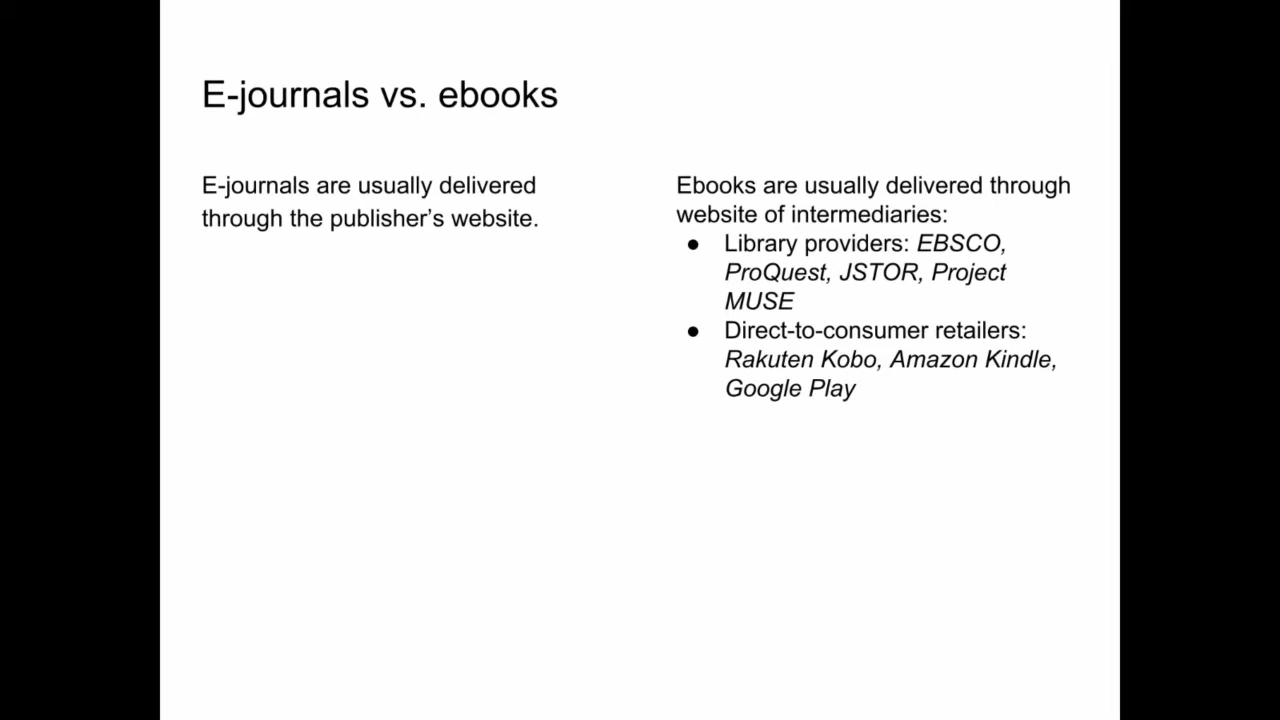 E-journals vs. ebooks
E-journals are usually delivered
through the publisher’s website.
Ebooks are usually delivered through
website of intermediaries:
● Library providers: EBSCO,
ProQuest, JSTOR, Project
MUSE
● Direct-to-consumer retailers:
Rakuten Kobo, Amazon Kindle,
Google Play